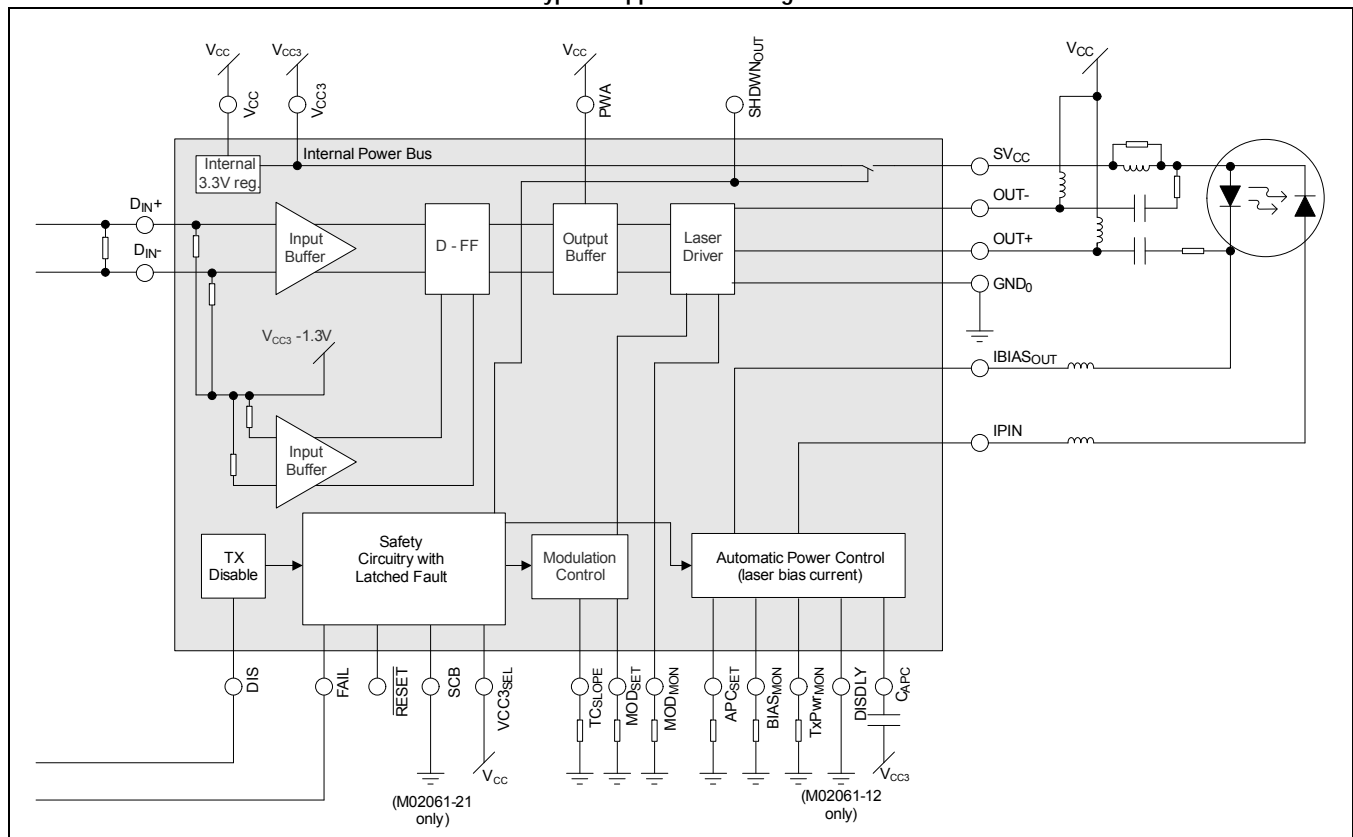 VCC
VCC3
VCC
SHDWNOUT
VCC
VCC
VCC3
PWA
Internal Power Bus
Internal
3.3V reg.
SVCC
OUT-
OUT+
GND0
DIN+
DIN-
Input
Buffer
D - FF
Output
Buffer
Laser
Driver
VCC3 -1.3V
IBIASOUT
IPIN
Input
Buffer
TX
Disable
Safety
Circuitry with
Latched Fault
Modulation
Control
Automatic Power Control
(laser bias current)
DIS
FAIL
RESET
SCB
VCC3SEL
TCSLOPE
MODSET
MODMON
APCSET
BIASMON
TxPwrMON
DISDLY
CAPC
VCC
VCC3
(M02061-21
only)
(M02061-12
only)